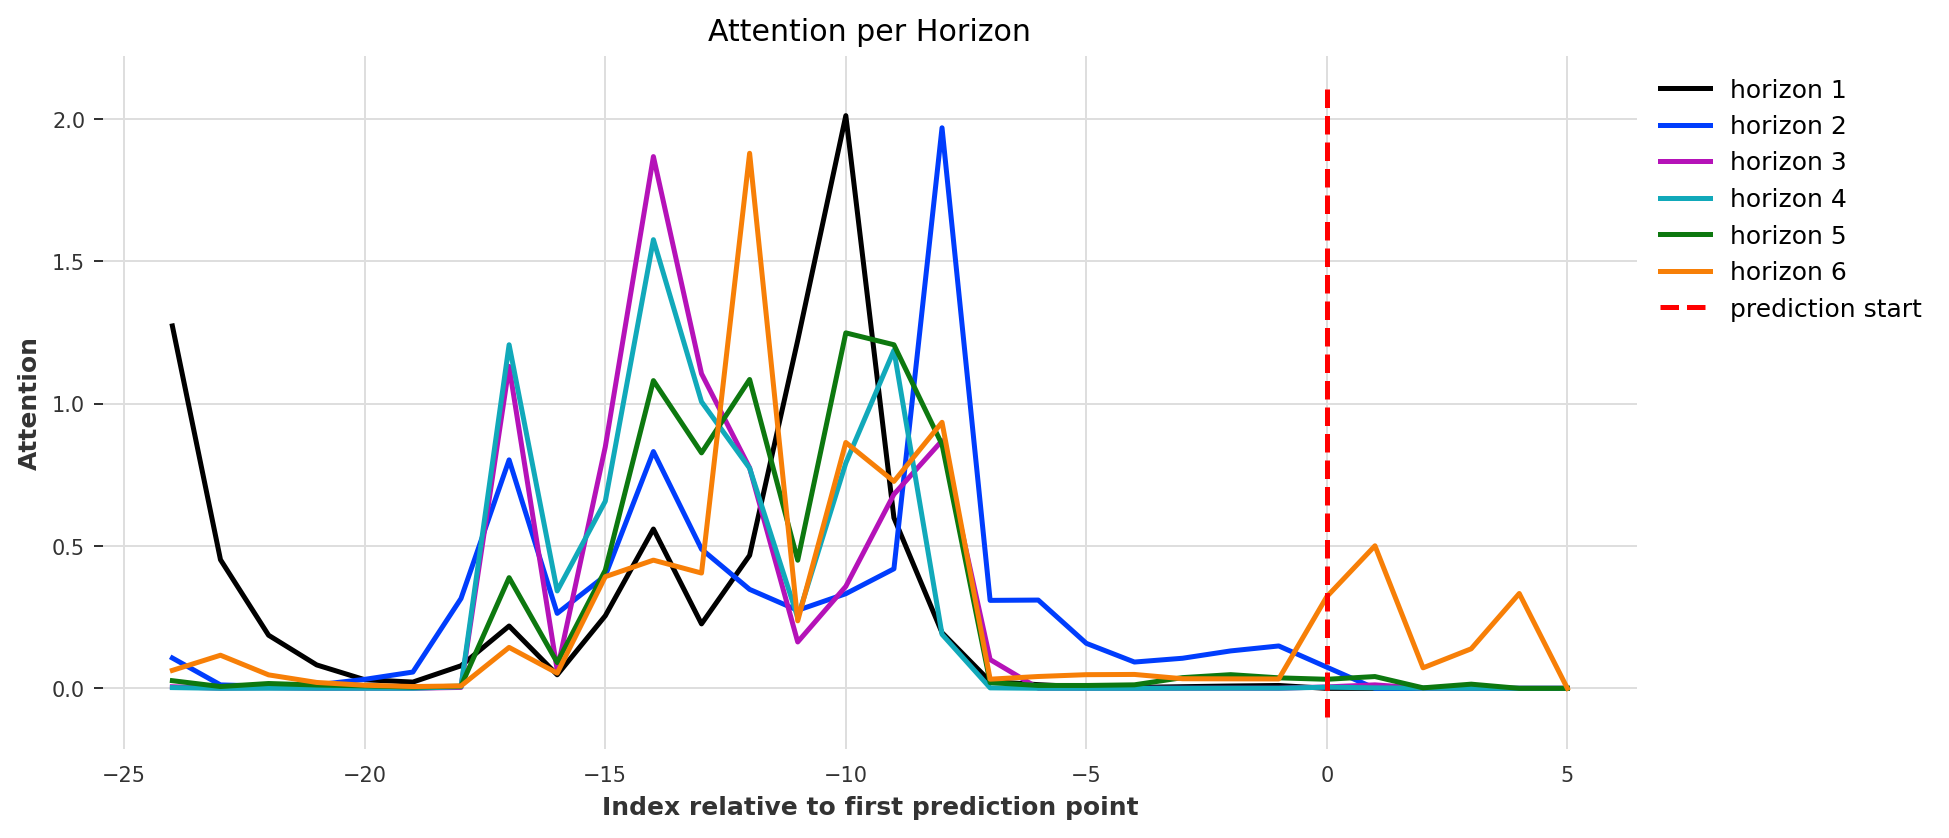 Attention per Horizon
2.0
1.5
1.0
0.5
0.0
Attention
−25
−20
−15
−10
−5
0
5
Index relative to first prediction point
horizon 1
horizon 2
horizon 3
horizon 4
horizon 5
horizon 6
prediction start